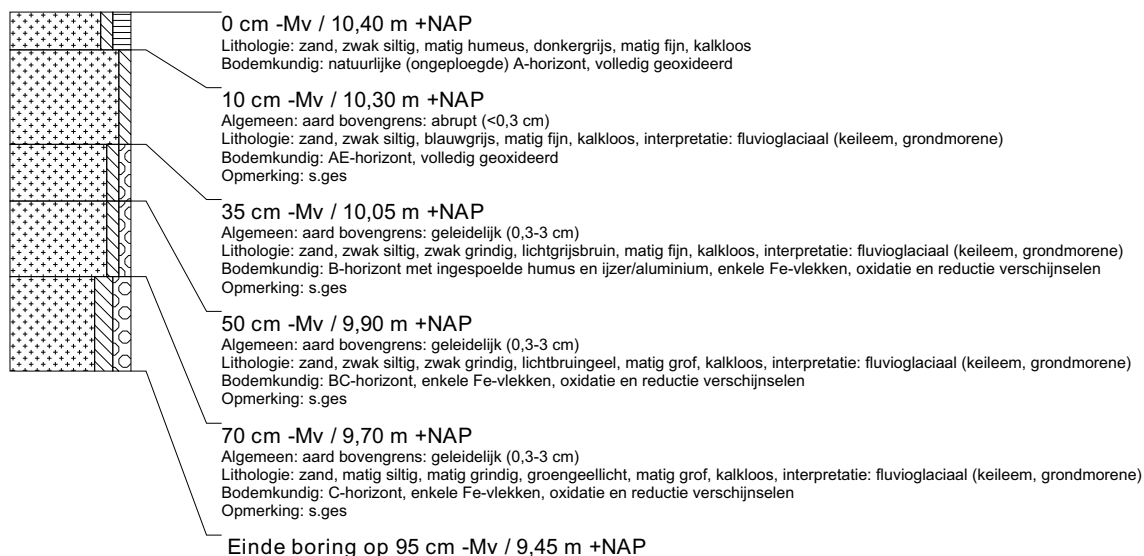 0 cm -Mv / 10,40 m +NAP
Lithologie: zand, zwak siltig, matig humeus, donkergrijs, matig fijn, kalkloos
Bodemkundig: natuurlijke (ongeploegde) A-horizont, volledig geoxideerd
10 cm -Mv / 10,30 m +NAP
Algemeen: aard bovengrens: abrupt (<0,3 cm)
Lithologie: zand, zwak siltig, blauwgrijs, matig fijn, kalkloos, interpretatie: fluvioglaciaal (keileem, grondmorene)
Bodemkundig: AE-horizont, volledig geoxideerd
Opmerking: s.ges
35 cm -Mv / 10,05 m +NAP
Algemeen: aard bovengrens: geleidelijk (0,3-3 cm)
Lithologie: zand, zwak siltig, zwak grindig, lichtgrijsbruin, matig fijn, kalkloos, interpretatie: fluvioglaciaal (keileem, grondmorene)
Bodemkundig: B-horizont met ingespoelde humus en ijzer/aluminium, enkele Fe-vlekken, oxidatie en reductie verschijnselen
Opmerking: s.ges
50 cm -Mv / 9,90 m +NAP
Algemeen: aard bovengrens: geleidelijk (0,3-3 cm)
Lithologie: zand, zwak siltig, zwak grindig, lichtbruingeel, matig grof, kalkloos, interpretatie: fluvioglaciaal (keileem, grondmorene)
Bodemkundig: BC-horizont, enkele Fe-vlekken, oxidatie en reductie verschijnselen
Opmerking: s.ges
70 cm -Mv / 9,70 m +NAP
Algemeen: aard bovengrens: geleidelijk (0,3-3 cm)
Lithologie: zand, matig siltig, matig grindig, groengeellicht, matig grof, kalkloos, interpretatie: fluvioglaciaal (keileem, grondmorene)
Bodemkundig: C-horizont, enkele Fe-vlekken, oxidatie en reductie verschijnselen
Opmerking: s.ges
Einde boring op 95 cm -Mv / 9,45 m +NAP